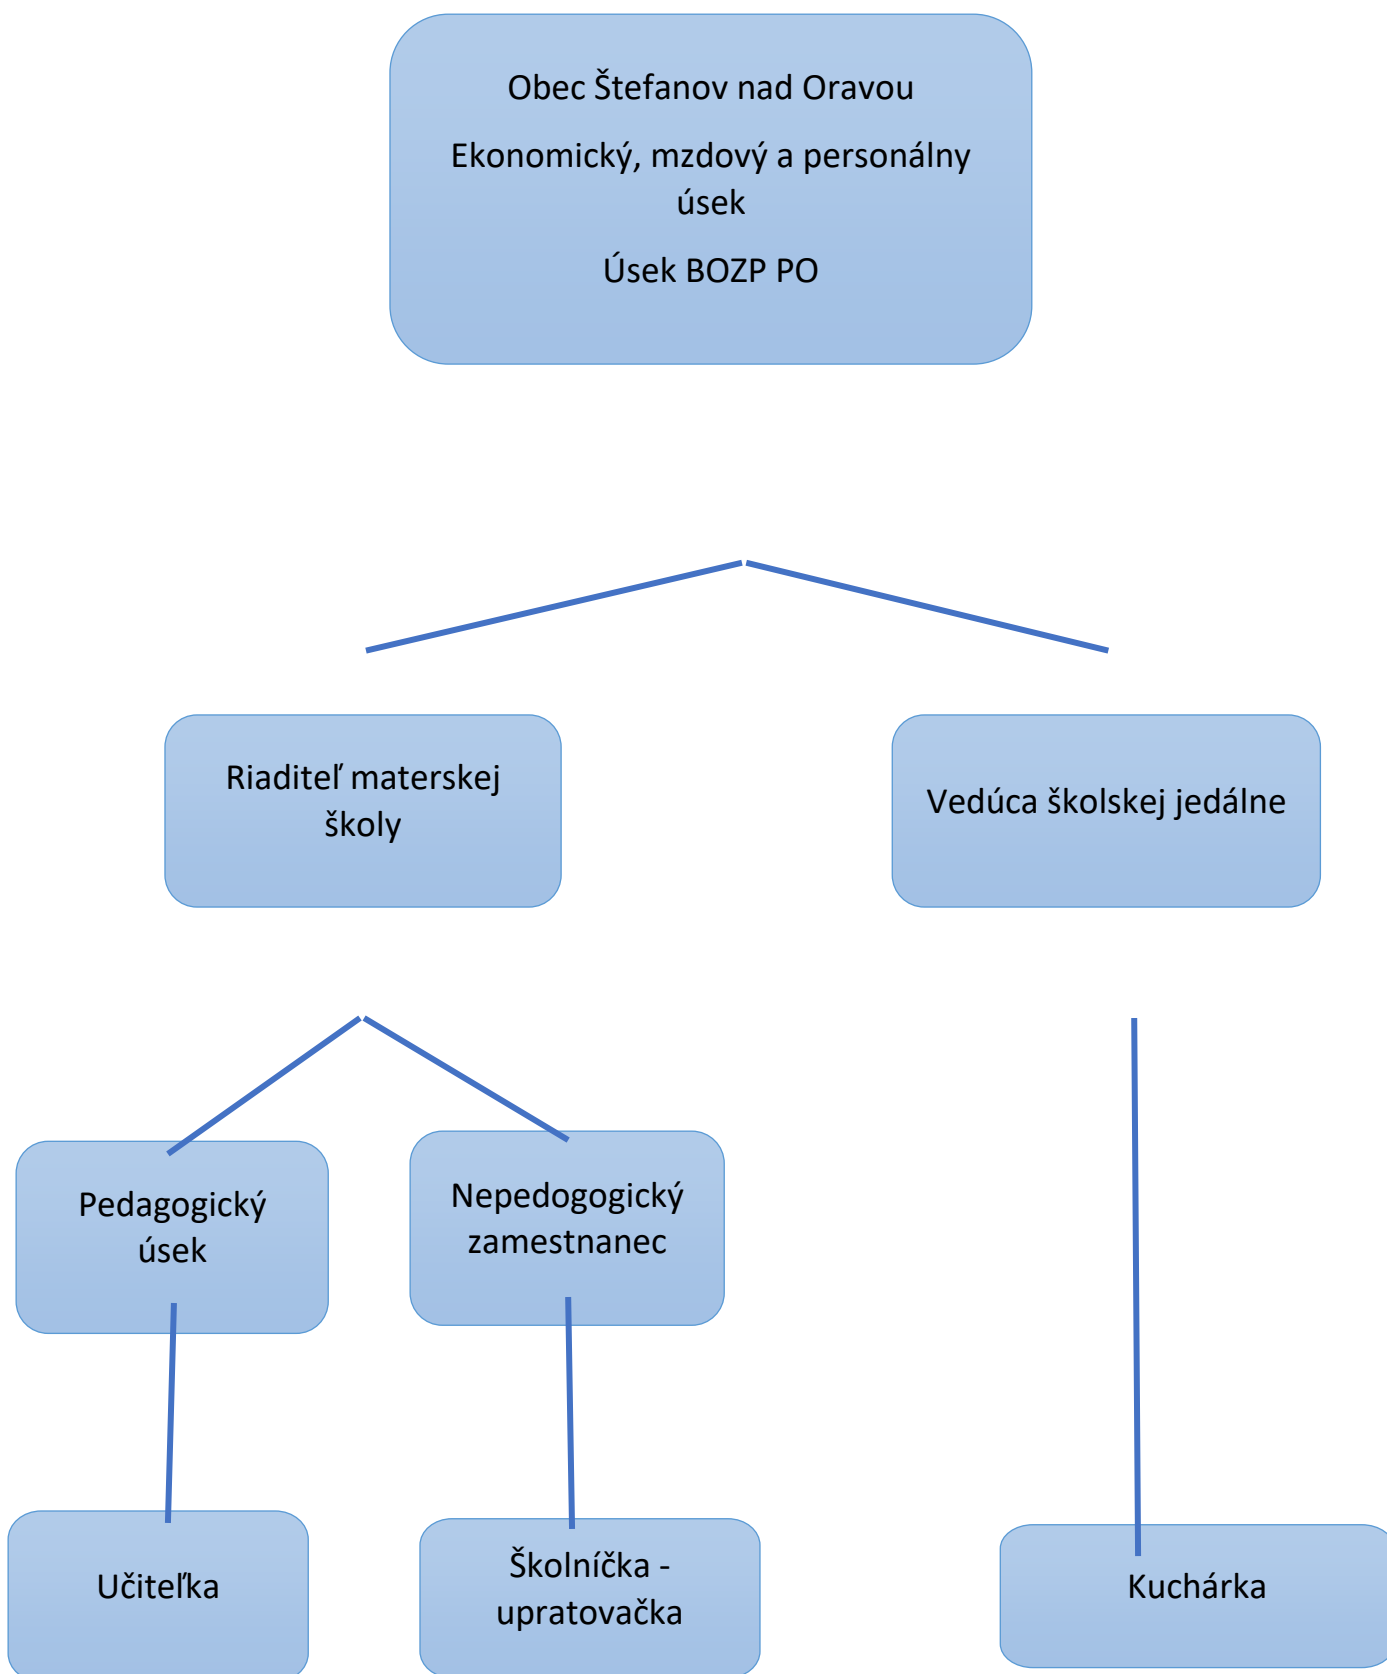 Obec Štefanov nad Oravou
Ekonomický, mzdový a personálny
úsek
Úsek BOZP PO
Riaditeľ materskej
školy
Vedúca školskej jedálne
Pedagogický
úsek
Nepedogogický
zamestnanec
Učiteľka
Školníčka -
upratovačka
Kuchárka